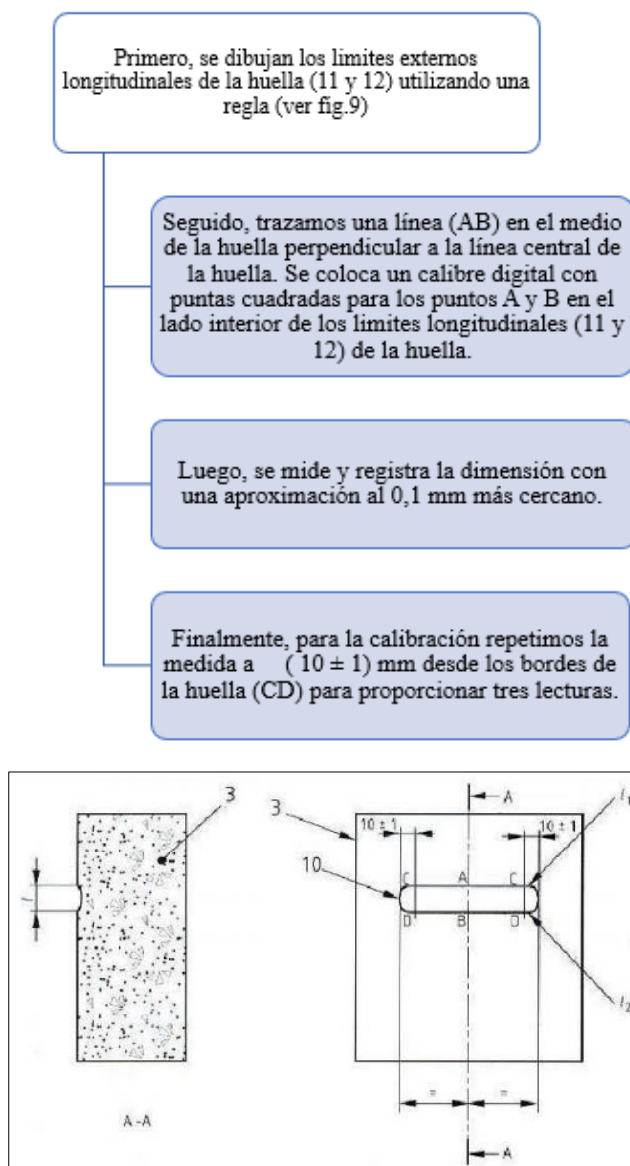 Primero, se dibujan los limites externos
longitudinales de la huella (11 y 12) utilizando una
regla (ver fig.9)
Seguido, trazamos una línea (AB) en el medio
de la huella perpendicular a la línea central de
la huella. Se coloca un calibre digital con
puntas cuadradas para los puntos A y B en el
lado interior de los limites longitudinales (11 y
12) de la huella.
Luego, se mide y registra la dimensión con
una aproximación al 0,1 mm más cercano.
Finalmente, para la calibración repetimos la
medida a ( 10 ± 1) mm desde los bordes de
la huella (CD) para proporcionar tres lecturas.
3
l
A-A
3
10
A
10 ± 1
10 ± 1
l1
C A C
D B D
l2
= =
A